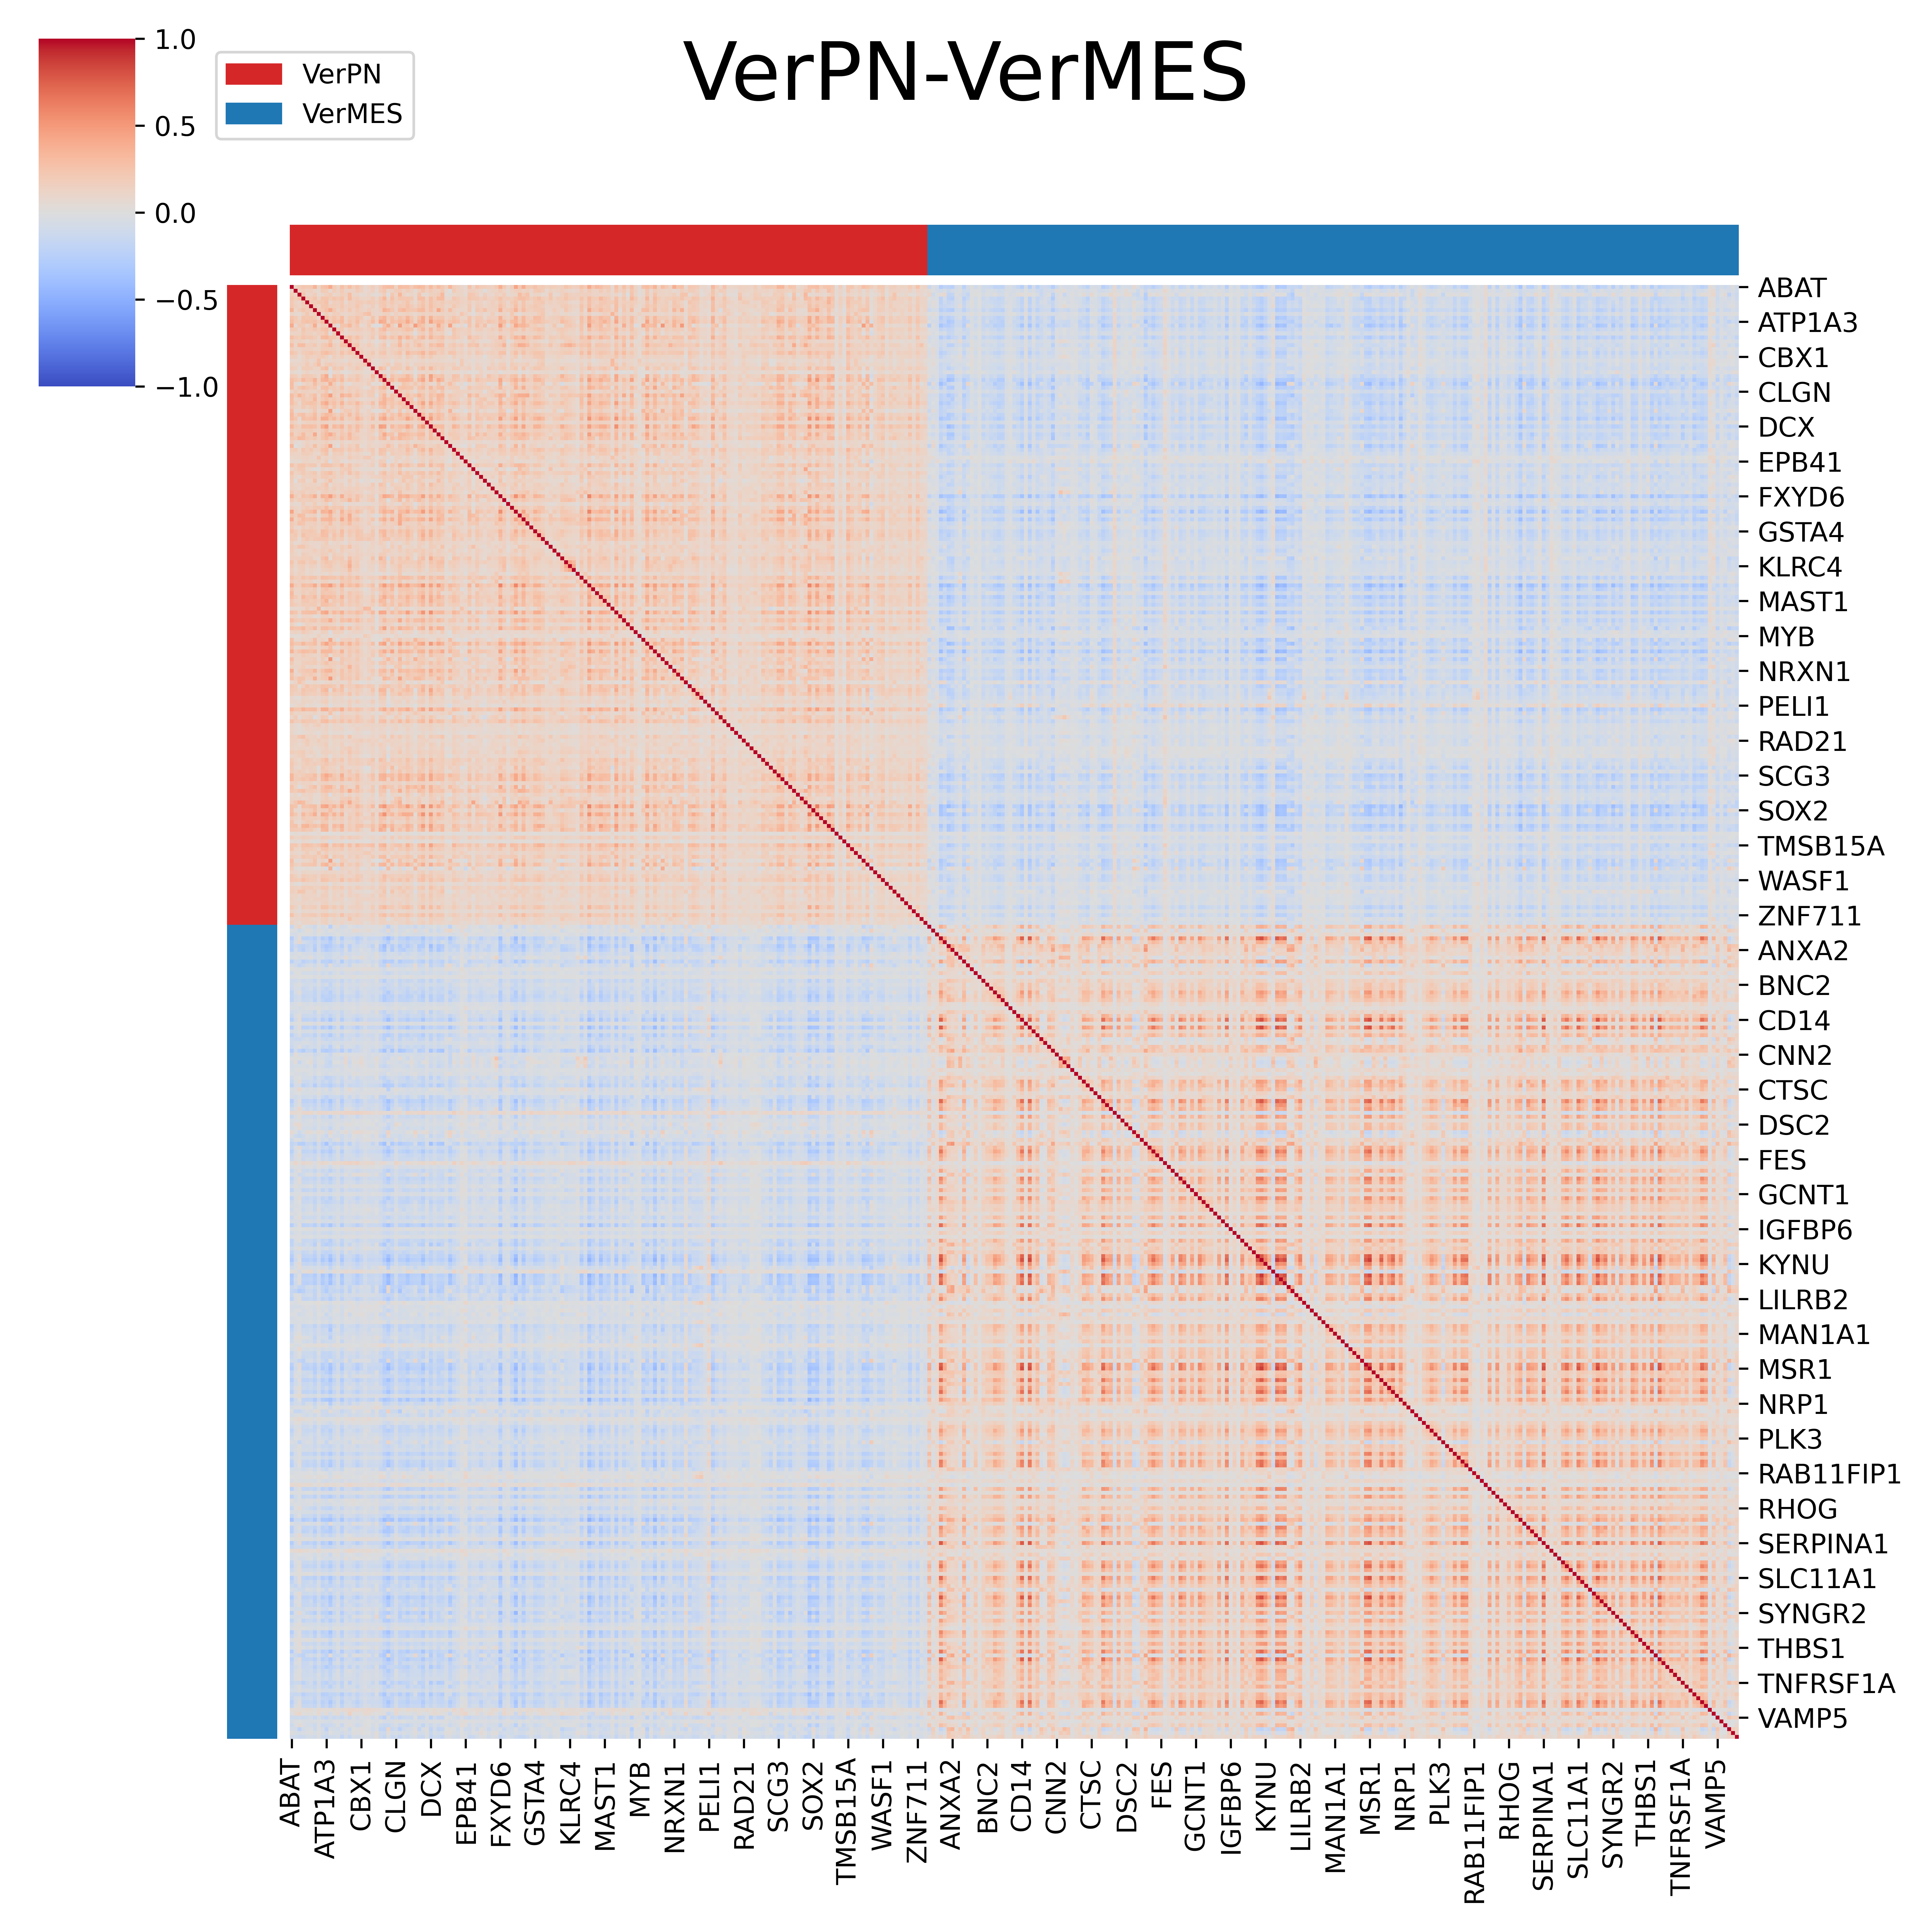 VerPN-VerMES
1.0
0.5
0.0
−0.5
−1.0
VerPN
VerMES
ABAT
ATP1A3
CBX1
CLGN
DCX
EPB41
FXYD6
GSTA4
KLRC4
MAST1
MYB
NRXN1
PELI1
RAD21
SCG3
SOX2
TMSB15A
WASF1
ZNF711
ANXA2
BNC2
CD14
CNN2
CTSC
DSC2
FES
GCNT1
IGFBP6
KYNU
LILRB2
MAN1A1
MSR1
NRP1
PLK3
RAB11FIP1
RHOG
SERPINA1
SLC11A1
SYNGR2
THBS1
TNFRSF1A
VAMP5
ABAT
ATP1A3
CBX1
CLGN
DCX
EPB41
FXYD6
GSTA4
KLRC4
MAST1
MYB
NRXN1
PELI1
RAD21
SCG3
SOX2
TMSB15A
WASF1
ZNF711
ANXA2
BNC2
CD14
CNN2
CTSC
DSC2
FES
GCNT1
IGFBP6
KYNU
LILRB2
MAN1A1
MSR1
NRP1
PLK3
RAB11FIP1
RHOG
SERPINA1
SLC11A1
SYNGR2
THBS1
TNFRSF1A
VAMP5